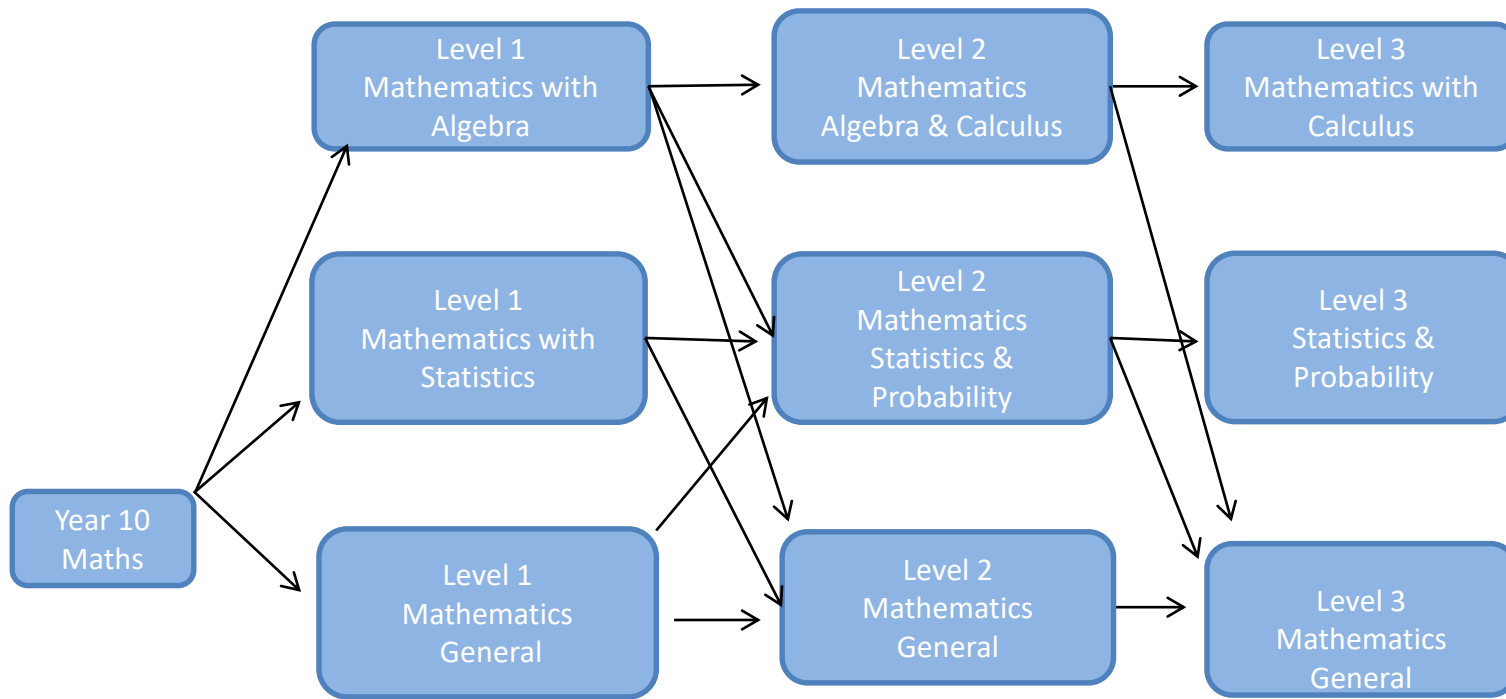 Level 1
Mathematics with
Algebra
Level 2
Mathematics
Algebra & Calculus
Level 3
Mathematics with
Calculus
Level 1
Mathematics with
Statistics
Level 2
Mathematics
Statistics &
Probability
Level 3
Statistics &
Probability
Year 10
Maths
Level 1
Mathematics
General
Level 2
Mathematics
General
Level 3
Mathematics
General